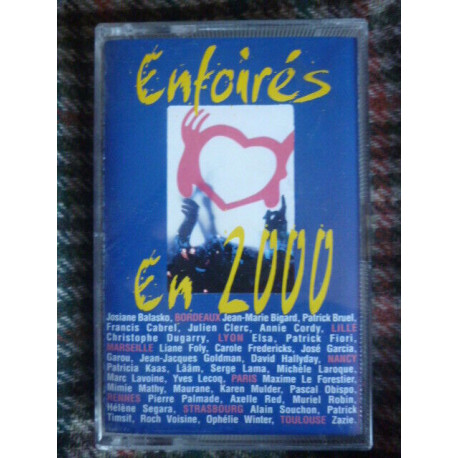 Enfoirés
En 2000
Josiane Balasko, BORDEAUX Jean-Marie Bigard, Patrick Bruel,
Francis Cabrel, Julien Clerc, Annie Cordy, LILLE
Christophe Dugarry, LYON Elsa, Patrick Fiori,
MARSEILLE Liane Foly, Carole Fredericks, José Garcia,
Garou, Jean-Jacques Goldman, David Hallyday, NANCY
Patricia Kaas, Lââm, Serge Lama, Michèle Laroque,
Marc Lavoine, Yves Lecoq, PARIS Maxime Le Forestier,
Mimie Mathy, Maurane, Karen Mulder, Pascal Obispo,
RENNES Pierre Palmade, Axelle Red, Muriel Robin,
Hélène Segara, STRASBOURG Alain Souchon, Patrick
Timsit, Roch Voisine, Ophélie Winter, TOULOUSE Zazie.